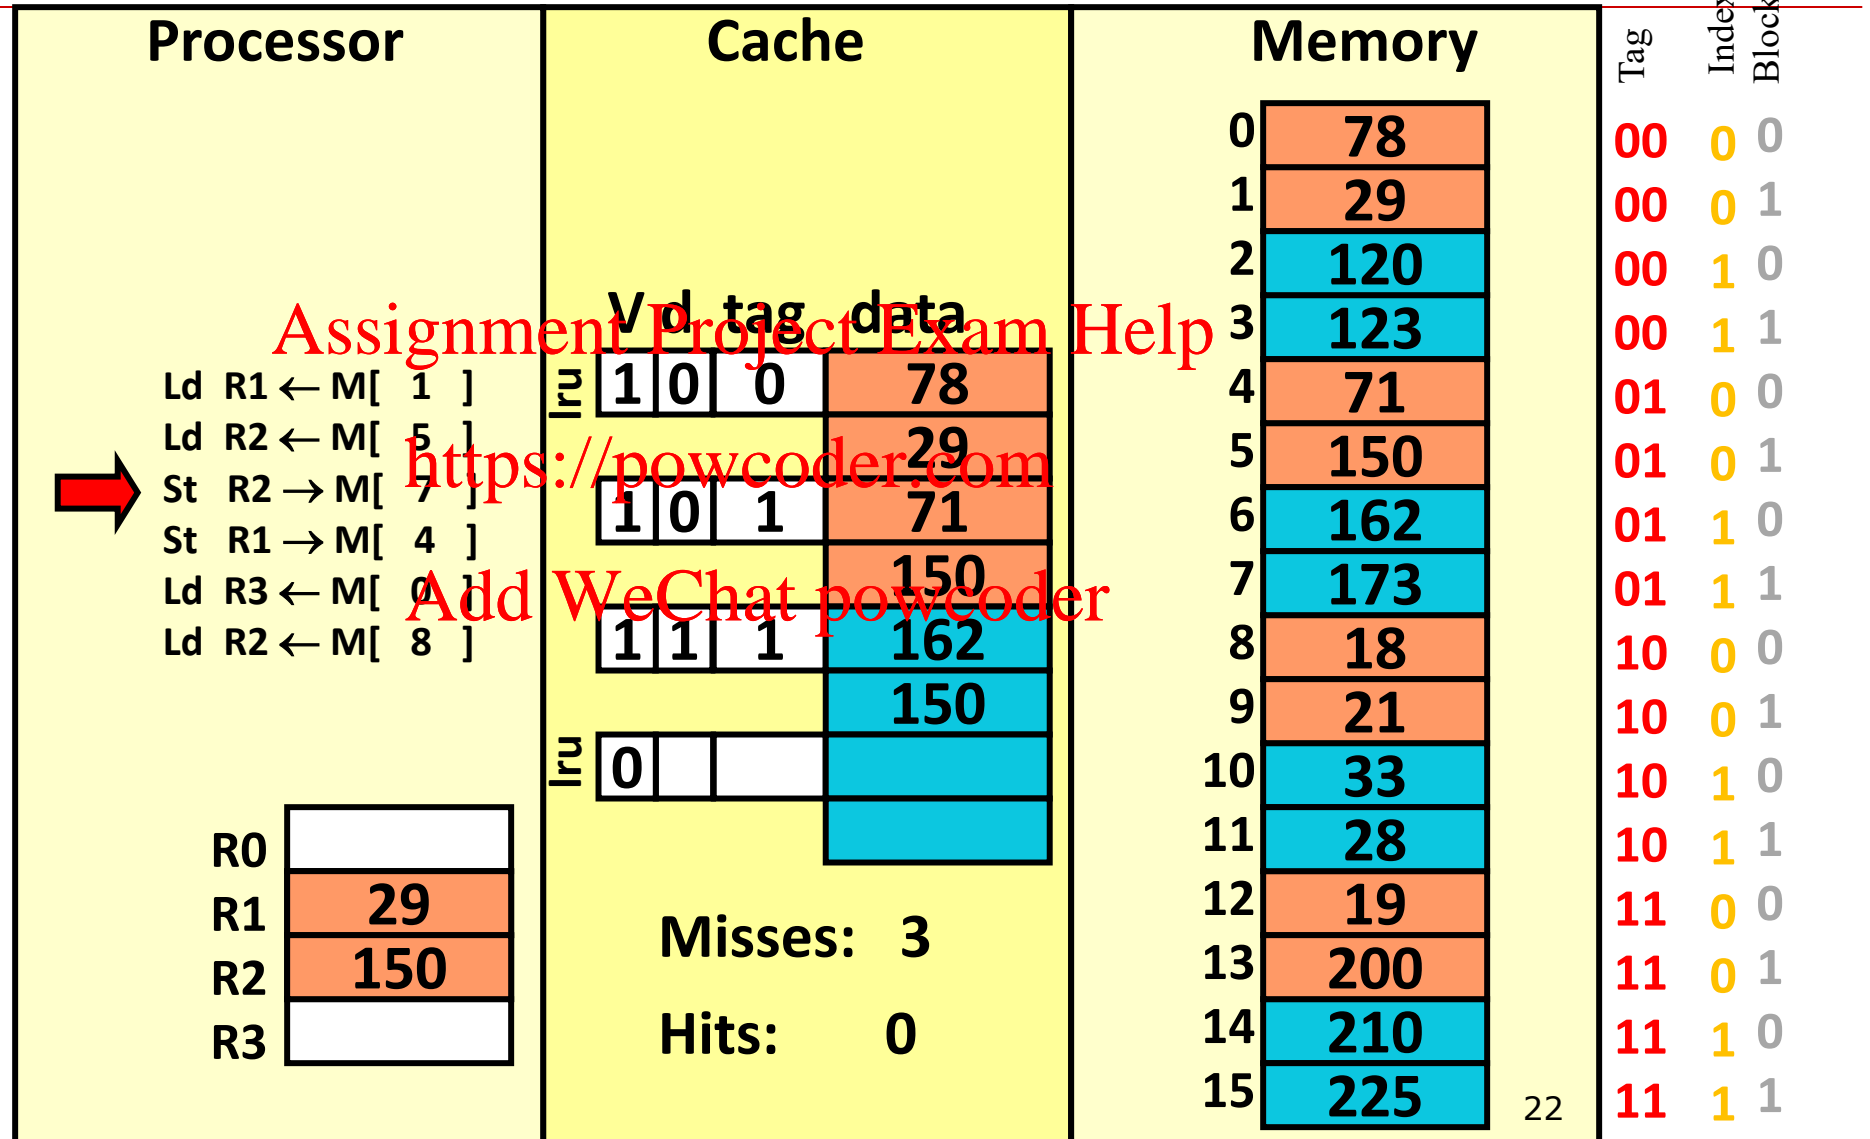 Processor
Ld R1 ← M[ 1 ]
Ld R2 ← M[ 5 ]
St R2 → M[ 7 ]
St R1 → M[ 4 ]
Ld R3 ← M[ 0 ]
Ld R2 ← M[ 8 ]
R0
R1 29
R2 150
R3
Cache
V d tag data
lru 1 0 0 78
29
1 0 1 71
150
1 1 1 162
150
lru 0
Misses: 3
Hits: 0
Memory
0 78
1 29
2 120
3 123
4 71
5 150
6 162
7 173
8 18
9 21
10 33
11 28
12 19
13 200
14 210
15 225
22
Tag Index Block
00 0 0
00 0 1
00 1 0
00 1 1
01 0 0
01 0 1
01 1 0
01 1 1
10 0 0
10 0 1
10 1 0
10 1 1
11 0 0
11 0 1
11 1 0
11 1 1
Assignment Project Exam Help
https://powcoder.com
Add WeChat powcoder